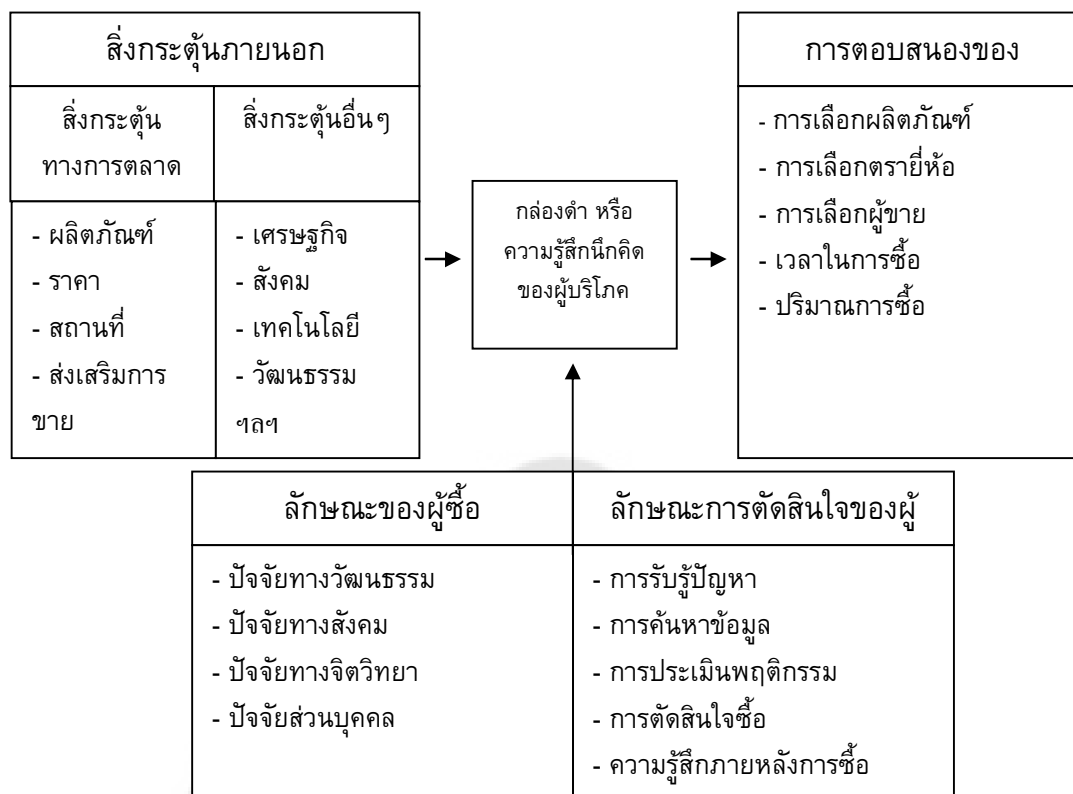 สิ่งกระตุ้นภายนอก
สิ่งกระตุ้น
ทางการตลาด
สิ่งกระตุ้นอื่นๆ
- ผลิตภัณฑ์
- ราคา
- สถานที่
- ส่งเสริมการ
ขาย
- เศรษฐกิจ
- สังคม
- เทคโนโลยี
- วัฒนธรรม
ฯลฯ
กล่องดำ หรือ
ความรู้สึกนึกคิด
ของผู้บริโภค
การตอบสนองของ
- การเลือกผลิตภัณฑ์
- การเลือกตรายี่ห้อ
- การเลือกผู้ขาย
- เวลาในการซื้อ
- ปริมาณการซื้อ
ลักษณะของผู้ซื้อ
- ปัจจัยทางวัฒนธรรม
- ปัจจัยทางสังคม
- ปัจจัยทางจิตวิทยา
- ปัจจัยส่วนบุคคล
ลักษณะการตัดสินใจของผู้
- การรับรู้ปัญหา
- การค้นหาข้อมูล
- การประเมินพฤติกรรม
- การตัดสินใจซื้อ
- ความรู้สึกภายหลังการซื้อ